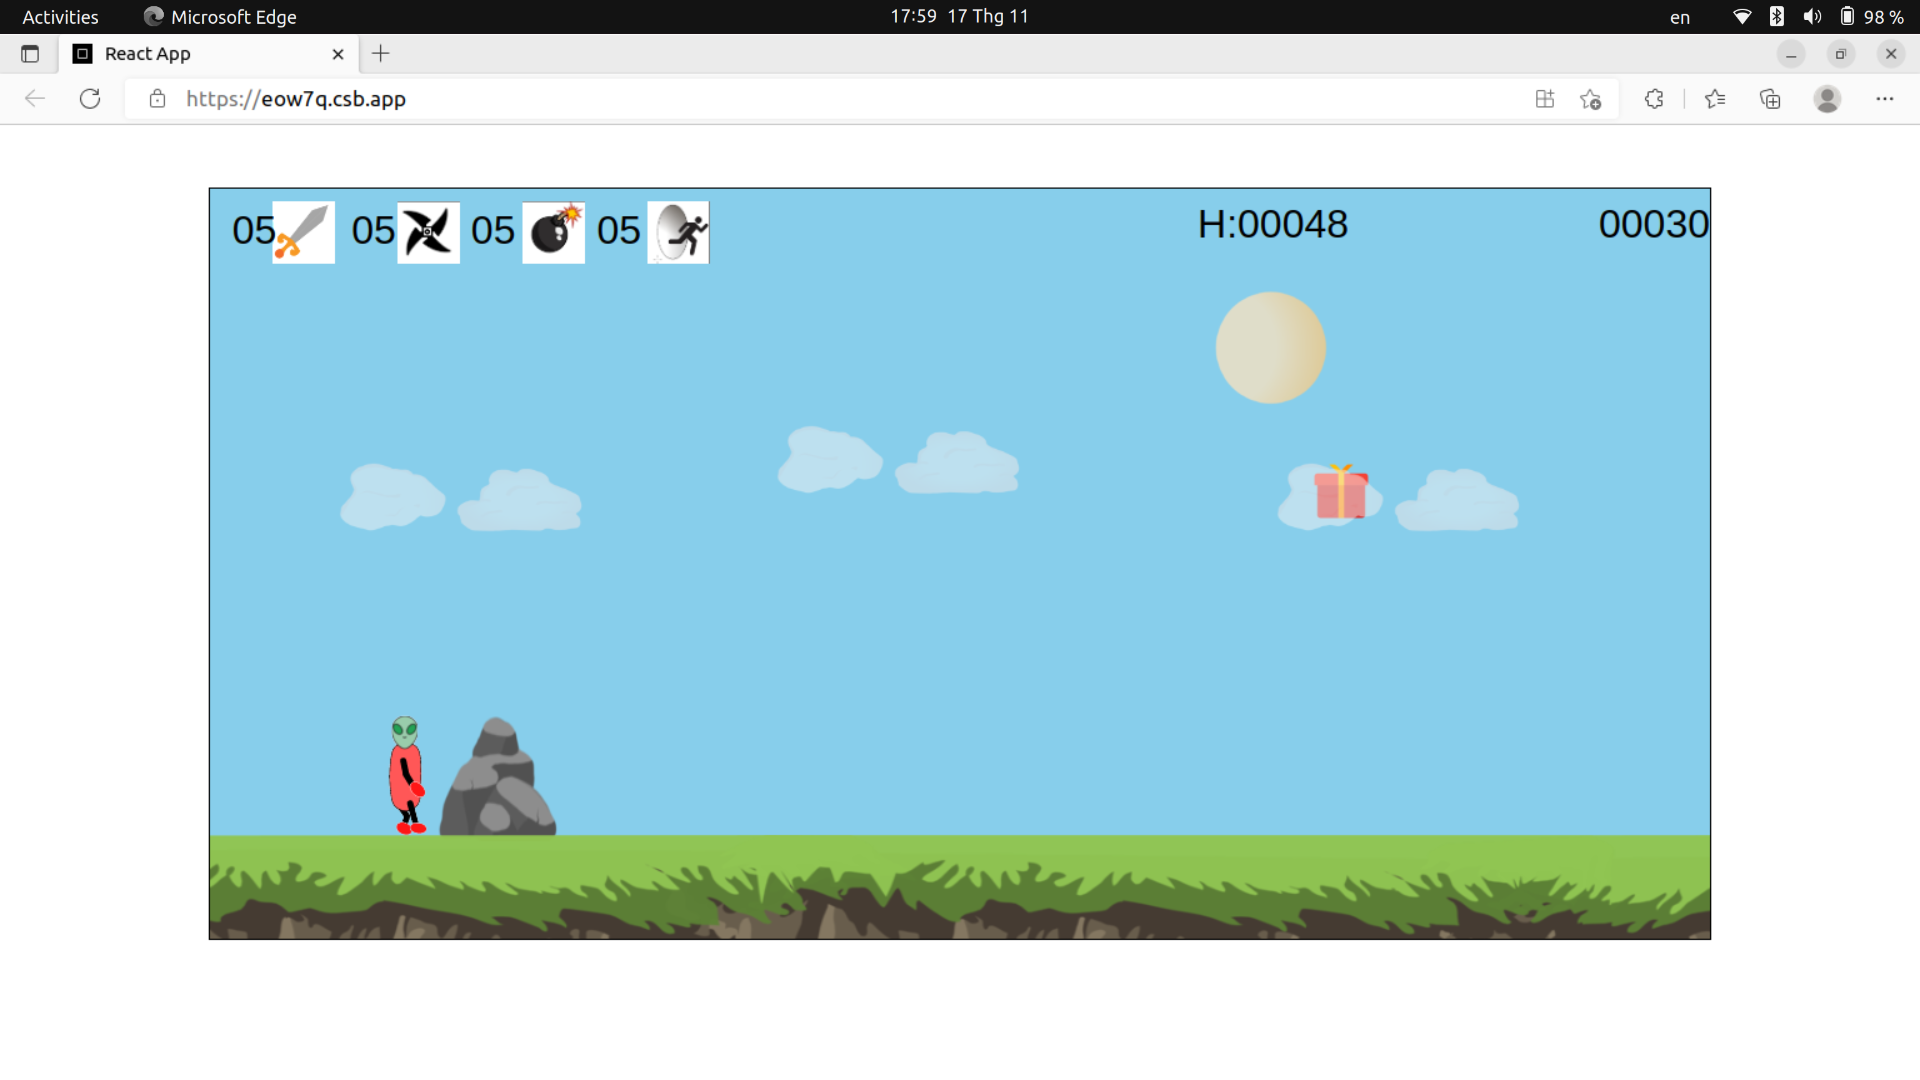 Activities Microsoft Edge 17:59 17 Thg 11 en 98 %
React App
https://eow7q.csb.app
05 05 05 05 H:00048 00030